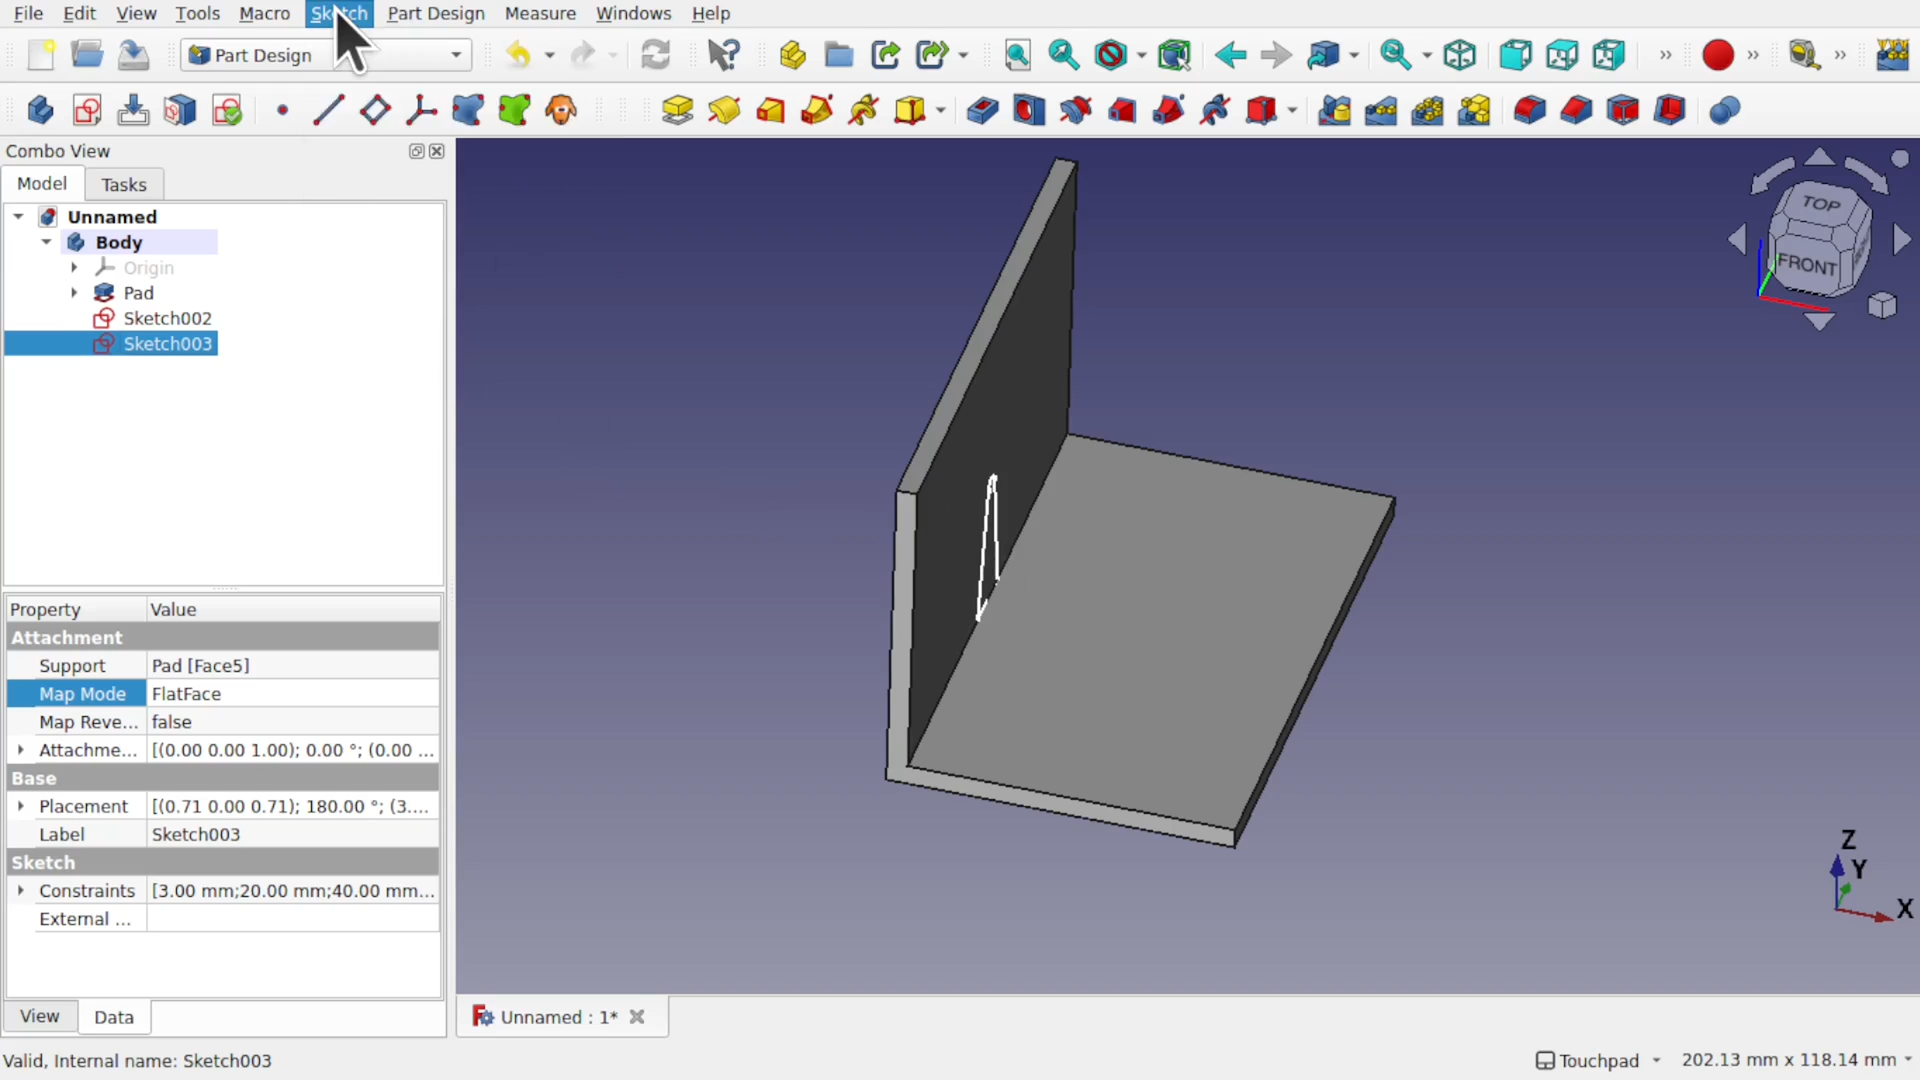 File Edit View Tools Macro Sketch Part Design Measure Windows Help
Part Design
Combo View
Model Tasks
Unnamed
Body
Origin
Pad
Sketch002
Sketch003
Property Value
Attachment
Support Pad [Face5]
Map Mode FlatFace
Map Reve... false
Attachme... [(0.00 0.00 1.00); 0.00 °; (0.00 ...
Base
Placement [(0.71 0.00 0.71); 180.00 °; (3....
Label Sketch003
Sketch
Constraints [3.00 mm;20.00 mm;40.00 mm...
External ...
View Data
TOP
FRONT
Z
Y
X
Unnamed : 1*
Valid, Internal name: Sketch003
Touchpad 202.13 mm x 118.14 mm